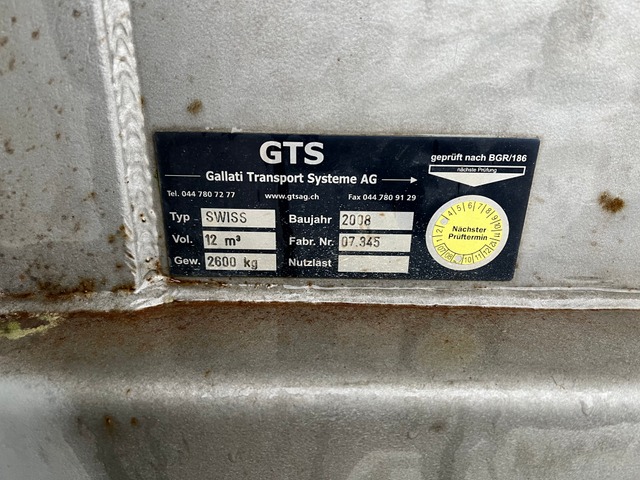 GTS
Gallati Transport Systeme AG
geprüft nach BGR/186
nächste Prüfung
Tel. 044 780 72 77 www.gtsag.ch Fax 044 780 91 29
Typ SWISS Baujahr 2008
Vol. 12 m³ Fabr. Nr. 07.345
Gew. 2600 kg Nutzlast
Nächster
Prüftermin